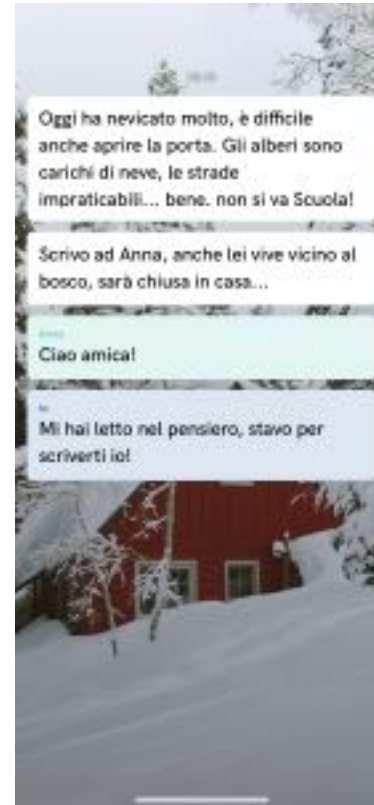 Oggi ha nevicato molto, è difficile
anche aprire la porta. Gli alberi sono
carichi di neve, le strade
impraticabili... bene. non si va Scuola!
Scrivo ad Anna, anche lei vive vicino al
bosco, sarà chiusa in casa...
Ciao amica!
Mi hai letto nel pensiero, stavo per
scriverti io!